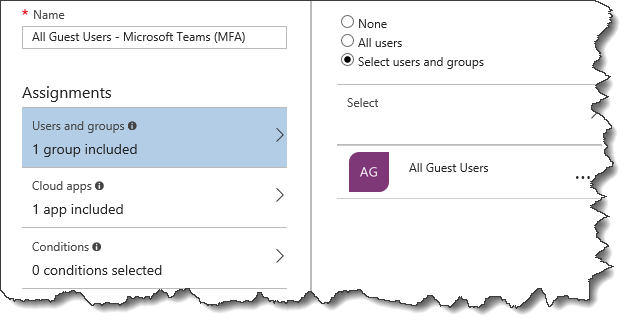 * Name
All Guest Users - Microsoft Teams (MFA)
Assignments
Users and groups
1 group included
Cloud apps
1 app included
Conditions
0 conditions selected
None
All users
Select users and groups
Select
AG
All Guest Users
...